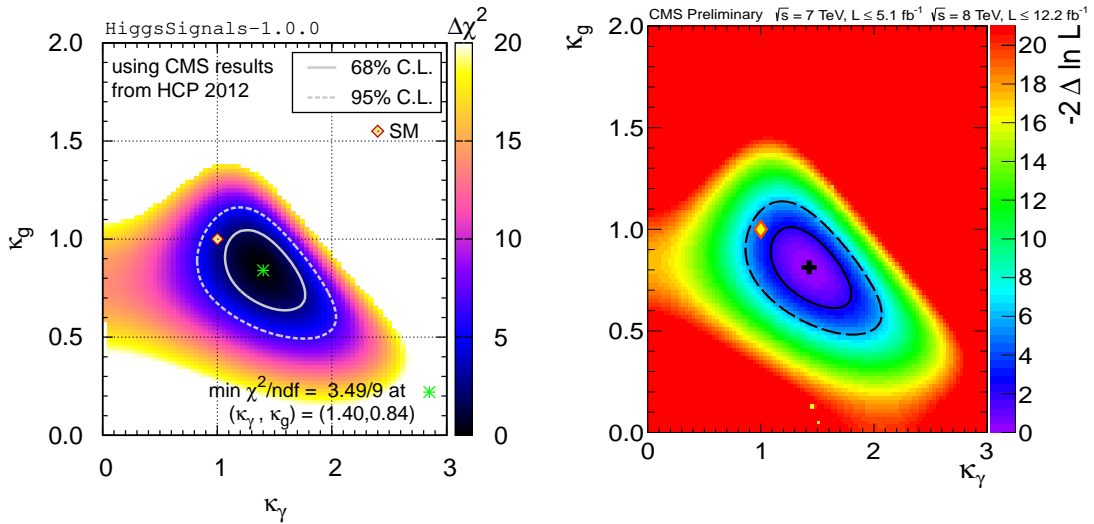 HiggsSignals-1.0.0
Δχ²
κg
2.0
1.5
1.0
0.5
0.0
using CMS results
from HCP 2012
68% C.L.
95% C.L.
SM
min χ²/ndf = 3.49/9 at
(κγ , κg) = (1.40,0.84)
0 1 2 3
κγ
20
15
10
5
0
CMS Preliminary √s = 7 TeV, L ≤ 5.1 fb⁻¹ √s = 8 TeV, L ≤ 12.2 fb⁻¹
κg
2.0
1.5
1.0
0.5
0.0
0 1 2 3
κγ
20
18
16
14
12
10
8
6
4
2
0
-2 Δ ln L